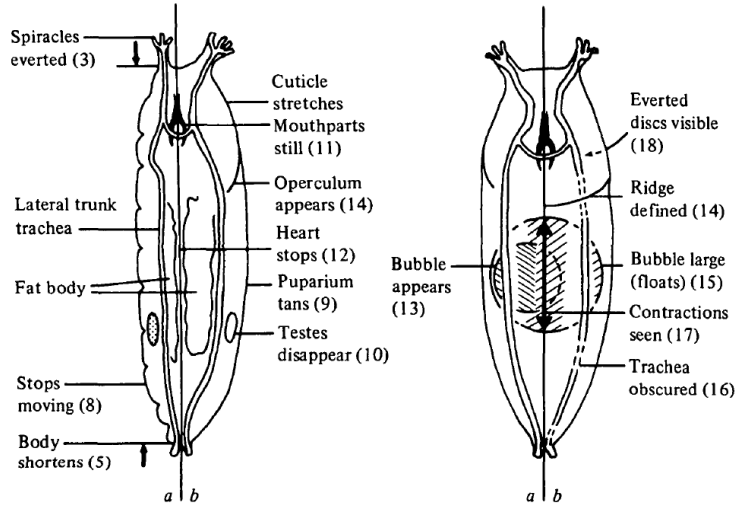 Spiracles
everted (3)
Cuticle
stretches
Mouthparts
still (11)
Operculum
appears (14)
Lateral trunk
trachea
Heart
stops (12)
Fat body
Puparium
tans (9)
Testes
disappear (10)
Stops
moving (8)
Body
shortens (5)
a b
Everted
discs visible
(18)
Ridge
defined (14)
Bubble
appears
(13)
Bubble large
(floats) (15)
Contractions
seen (17)
Trachea
obscured (16)
a b